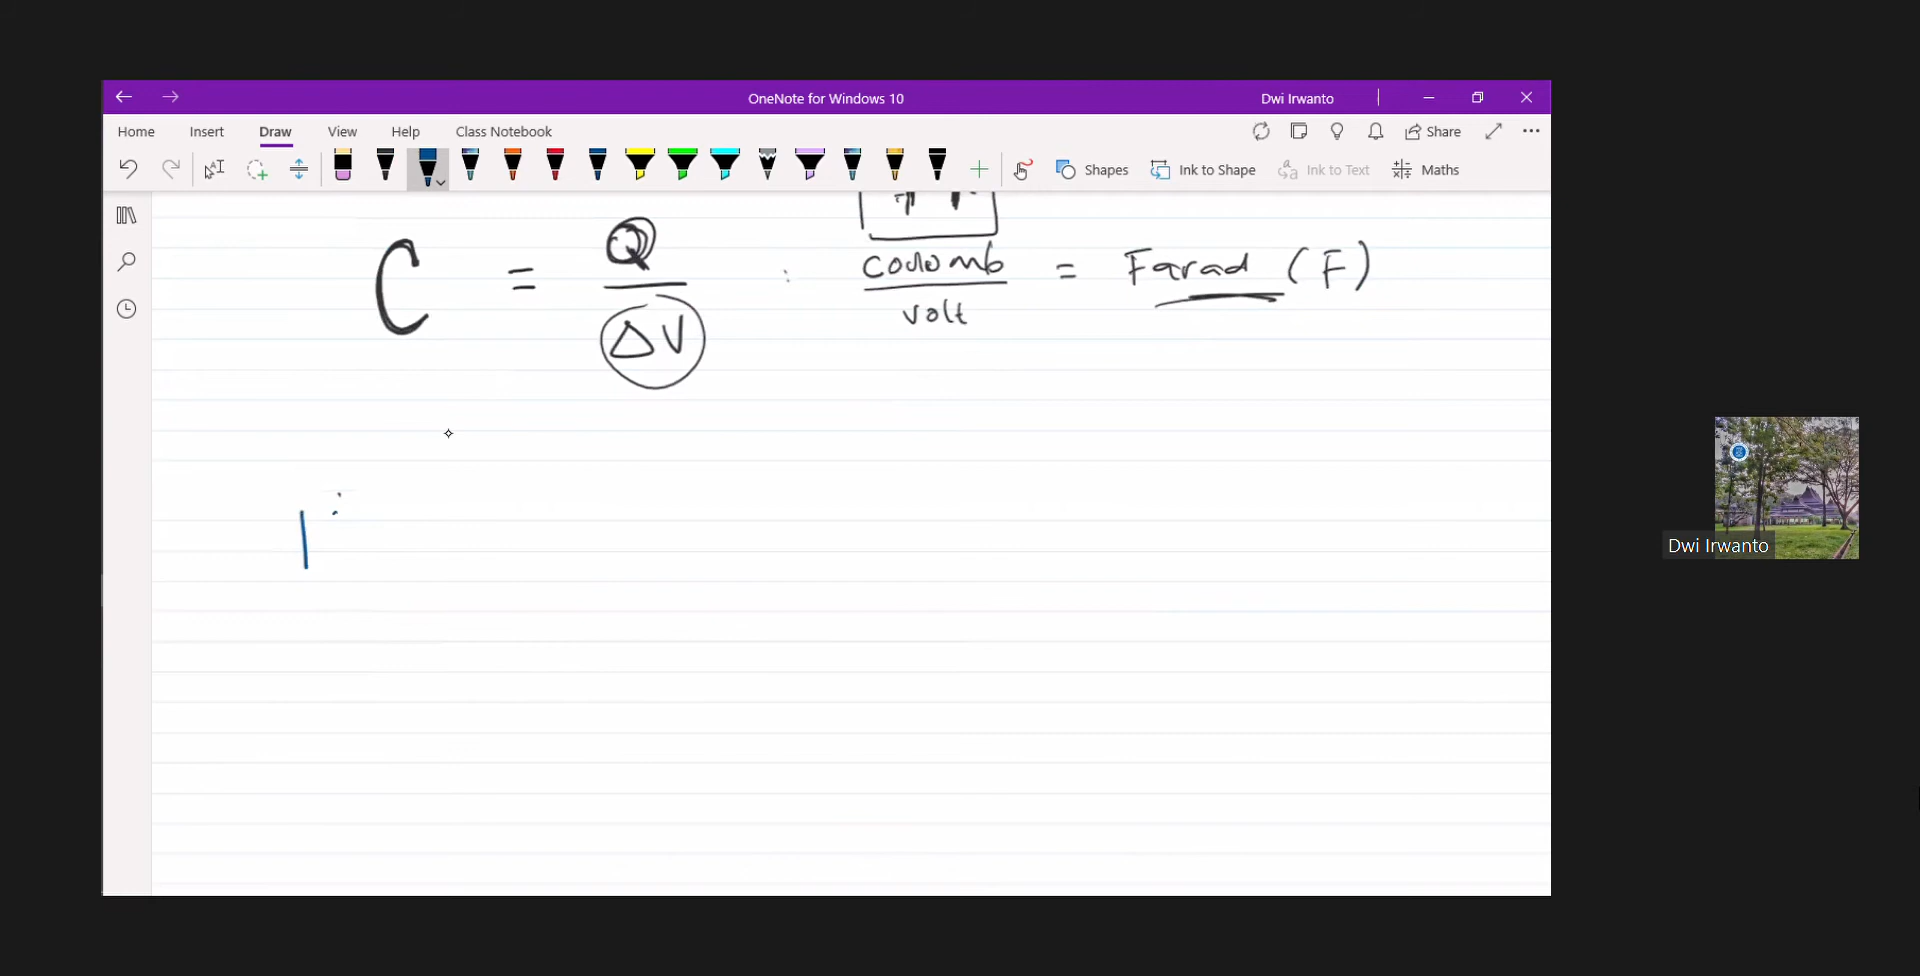 OneNote for Windows 10
Dwi Irwanto
Home Insert Draw View Help Class Notebook
Share
Shapes Ink to Shape Ink to Text Maths
C = Q / ΔV : coulomb / volt = Farad (F)
Dwi Irwanto